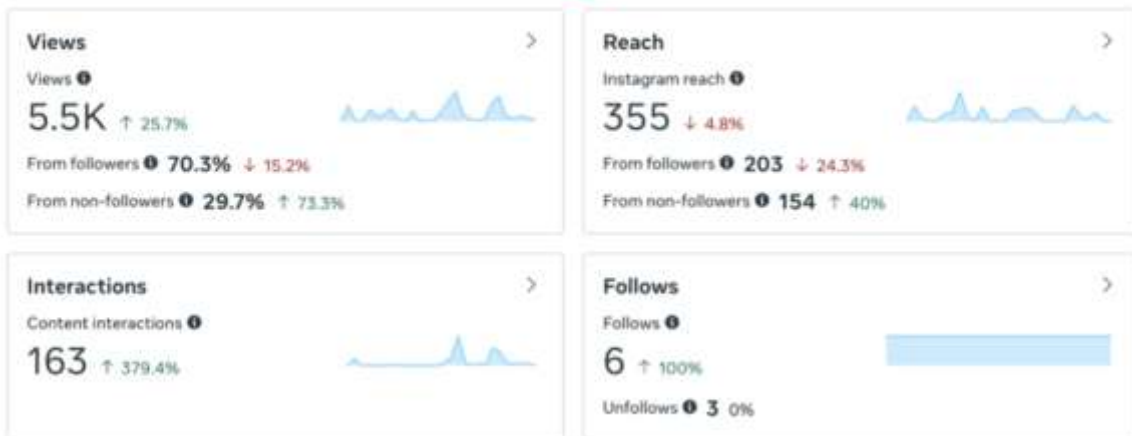 Views
Views
5.5K ↑ 25.7%
From followers 70.3% ↓ 15.2%
From non-followers 29.7% ↑ 73.3%
Reach
Instagram reach
355 ↓ 4.8%
From followers 203 ↓ 24.3%
From non-followers 154 ↑ 40%
Interactions
Content interactions
163 ↑ 379.4%
Follows
Follows
6 ↑ 100%
Unfollows 3 0%